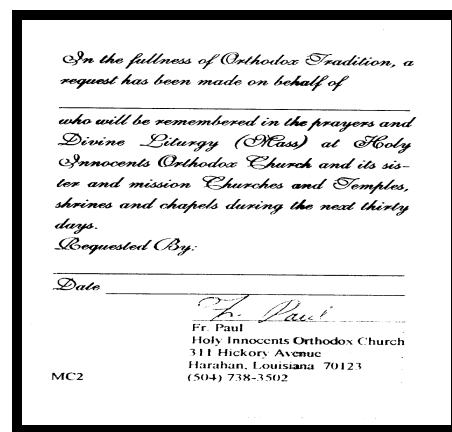 In the fullness of Orthodox Tradition, a
request has been made on behalf of
who will be remembered in the prayers and
Divine Liturgy (Mass) at Holy
Innocents Orthodox Church and its sis-
ter and mission Churches and Temples,
shrines and chapels during the next thirty
days.
Requested By:
Date
Fr. Paul
Fr. Paul
Holy Innocents Orthodox Church
311 Hickory Avenue
Harahan, Louisiana 70123
MC2 (504) 738-3502